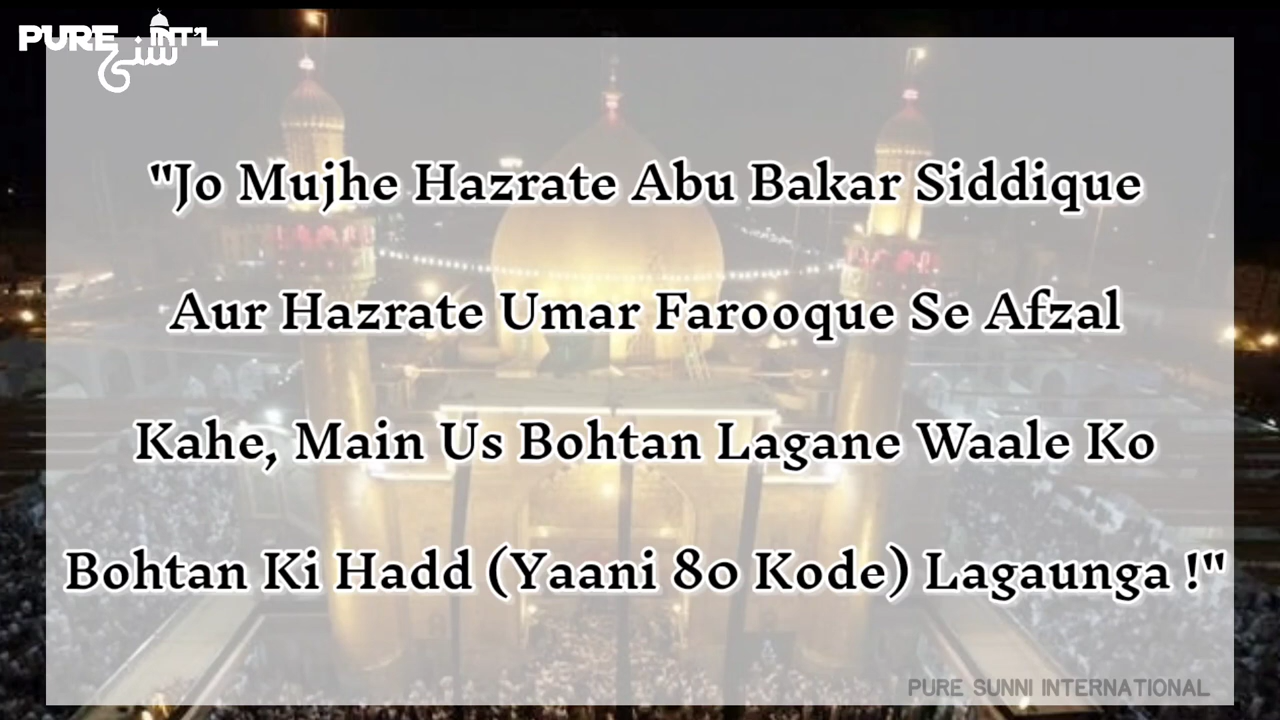 PURE INT'L
سنی
"Jo Mujhe Hazrate Abu Bakar Siddique
Aur Hazrate Umar Farooque Se Afzal
Kahe, Main Us Bohtan Lagane Waale Ko
Bohtan Ki Hadd (Yaani 80 Kode) Lagaunga !"
PURE SUNNI INTERNATIONAL